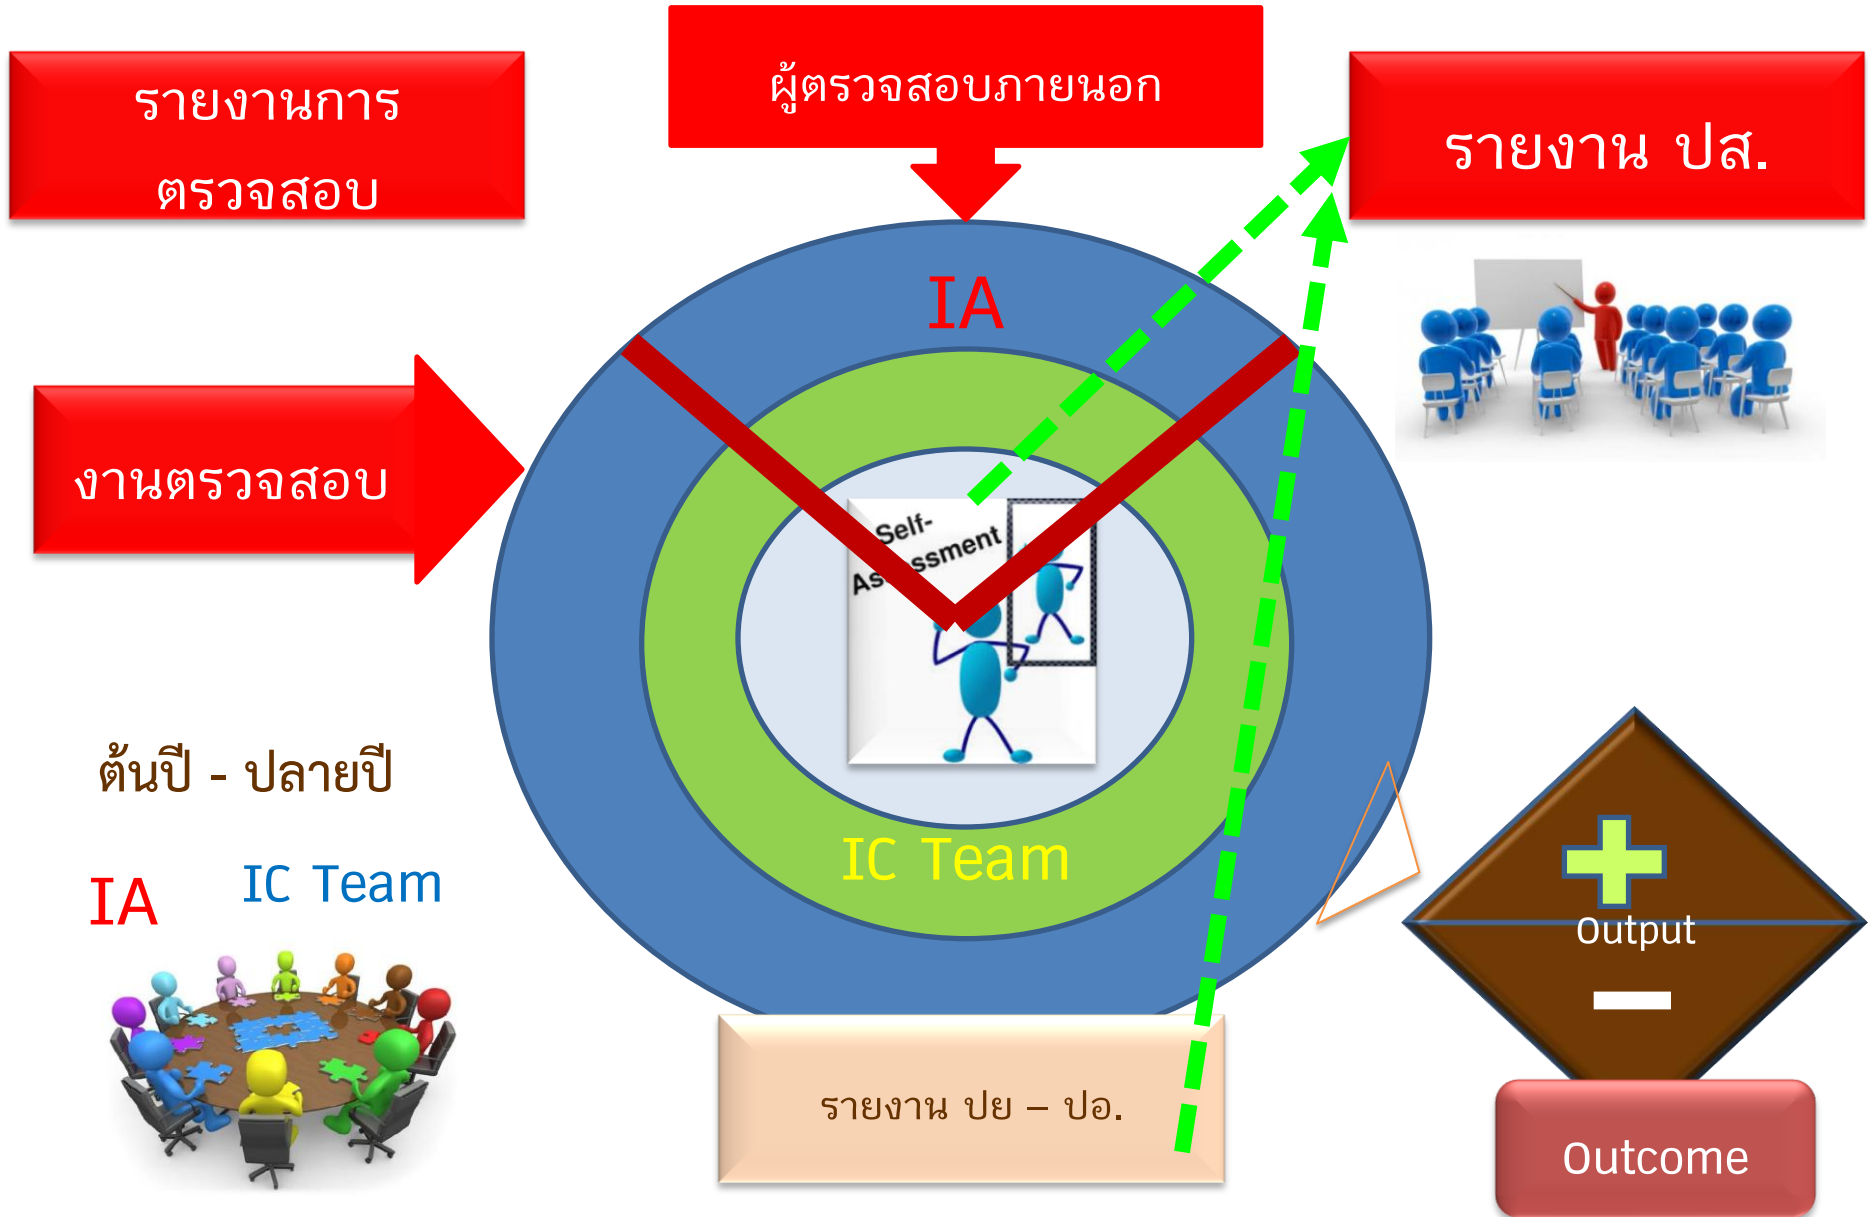 รายงานการ
ตรวจสอบ
ผู้ตรวจสอบภายนอก
รายงาน ปส.
IA
งานตรวจสอบ
Self-
Assessment
IC Team
ต้นปี - ปลายปี
IA
IC Team
Output
รายงาน ปย – ปอ.
Outcome